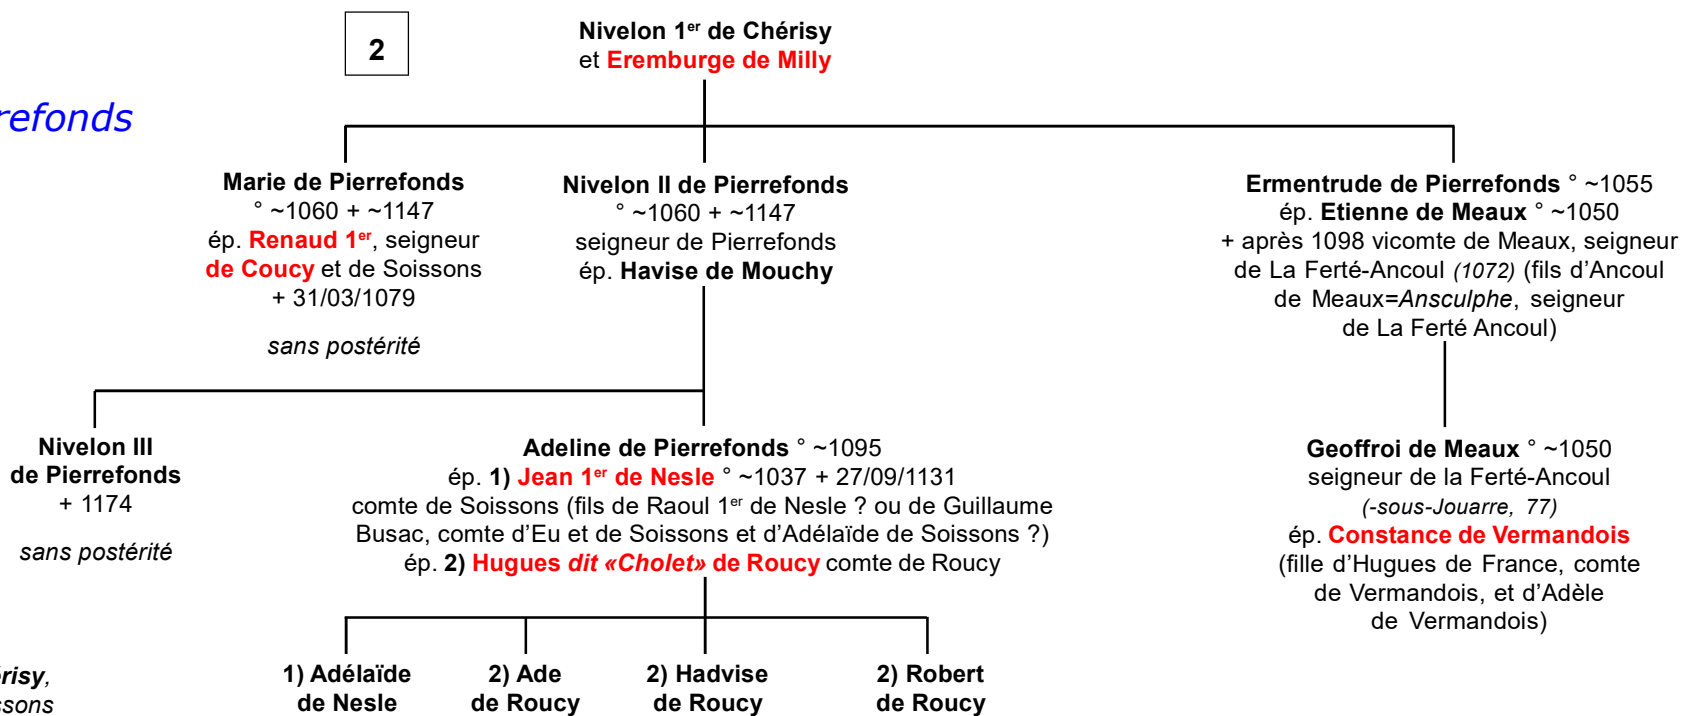 2
Nivelon 1er de Chérisy
et Eremburge de Milly
refonds
Marie de Pierrefonds
° ~1060 + ~1147
ép. Renaud 1er, seigneur
de Coucy et de Soissons
+ 31/03/1079
sans postérité
Nivelon II de Pierrefonds
° ~1060 + ~1147
seigneur de Pierrefonds
ép. Havise de Mouchy
Ermentrude de Pierrefonds ° ~1055
ép. Etienne de Meaux ° ~1050
+ après 1098 vicomte de Meaux, seigneur
de La Ferté-Ancoul (1072) (fils d’Ancoul
de Meaux=Ansculphe, seigneur
de La Ferté Ancoul)
Nivelon III
de Pierrefonds
+ 1174
sans postérité
Adeline de Pierrefonds ° ~1095
ép. 1) Jean 1er de Nesle ° ~1037 + 27/09/1131
comte de Soissons (fils de Raoul 1er de Nesle ? ou de Guillaume
Busac, comte d’Eu et de Soissons et d’Adélaïde de Soissons ?)
ép. 2) Hugues dit «Cholet» de Roucy comte de Roucy
Geoffroi de Meaux ° ~1050
seigneur de la Ferté-Ancoul
(-sous-Jouarre, 77)
ép. Constance de Vermandois
(fille d’Hugues de France, comte
de Vermandois, et d’Adèle
de Vermandois)
érisy,
ssons
1) Adélaïde
de Nesle
2) Ade
de Roucy
2) Hadvise
de Roucy
2) Robert
de Roucy